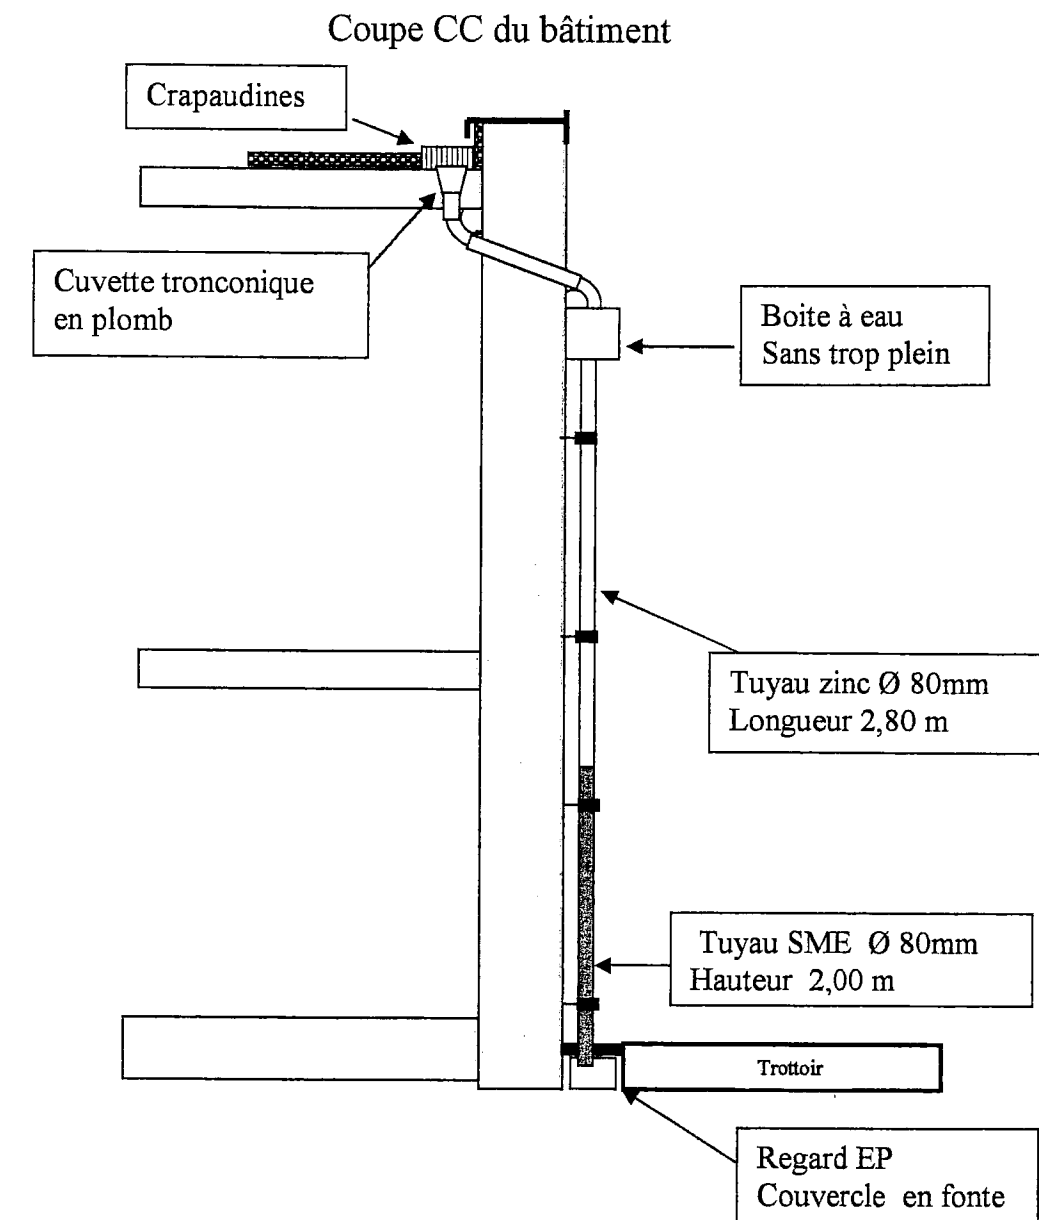 Coupe CC du bâtiment
Crapaudines
Cuvette tronconique
en plomb
Boite à eau
Sans trop plein
Tuyau zinc Ø 80mm
Longueur 2,80 m
Tuyau SME Ø 80mm
Hauteur 2,00 m
Trottoir
Regard EP
Couvercle en fonte